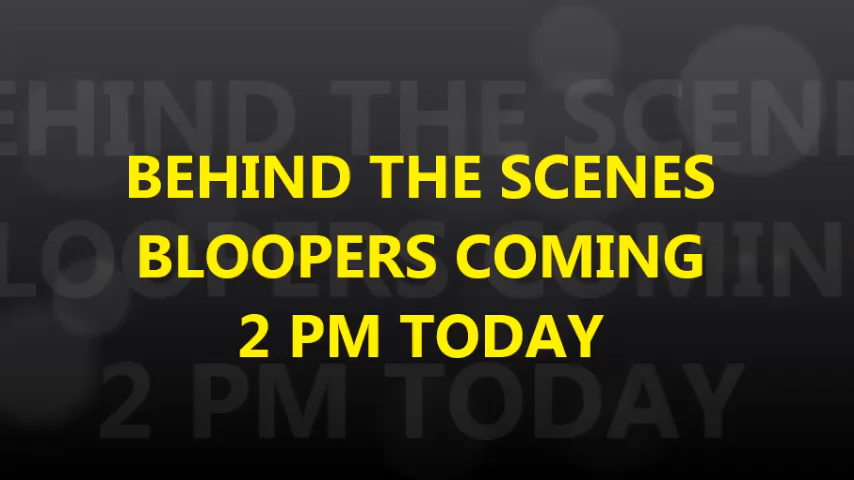 BEHIND THE SCENES
BLOOPERS COMING
2 PM TODAY